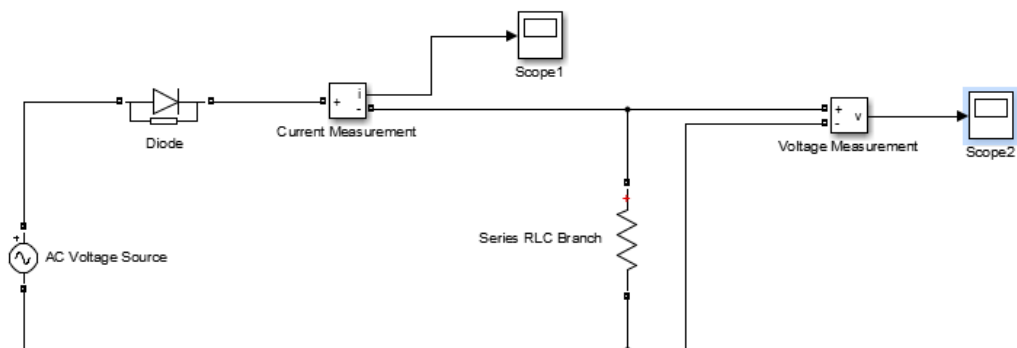 Scope1
i
+
-
Diode
Current Measurement
+
-
v
Voltage Measurement
Scope2
+
Series RLC Branch
+
AC Voltage Source